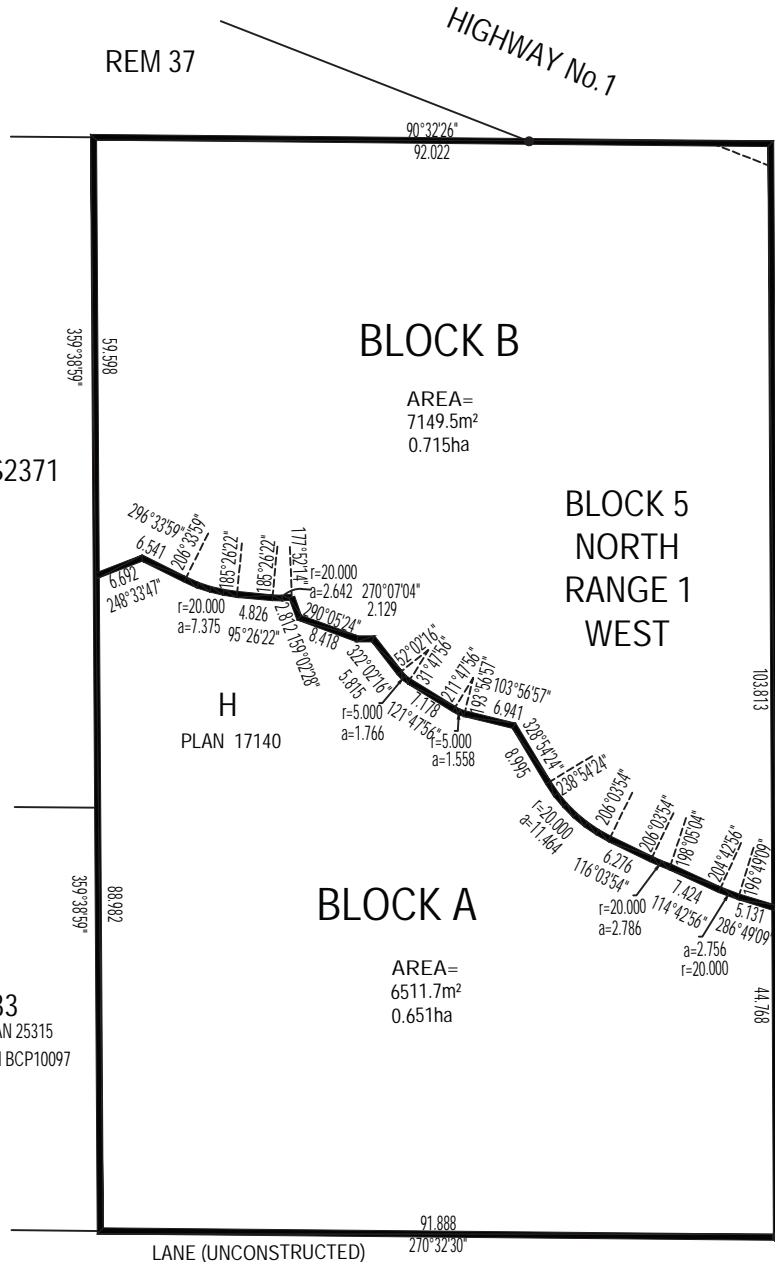 REM 37
HIGHWAY No.1
90°32'26"
92.022
359°38'59"
59.598
BLOCK B
AREA=
7149.5m²
0.715ha
S2371
BLOCK 5
NORTH
RANGE 1
WEST
103.813
296°33'59"
6.541
206°33'59"
6.692
248°33'47"
185°26'22"
r=20.000
a=7.375
185°26'22"
4.826
95°26'22"
177°52'14"
r=20.000
a=2.642
2.812
159°02'28"
290°05'24"
8.418
270°07'04"
2.129
322°02'16"
5.815
52°02'16"
31°47'56"
r=5.000
a=1.766
7.178
121°47'56"
211°47'56"
193°56'57"
r=5.000
a=1.558
103°56'57"
6.941
328°54'24"
8.995
238°54'24"
r=20.000
a=11.464
206°03'54"
6.276
116°03'54"
206°03'54"
198°05'04"
r=20.000
a=2.786
7.424
114°42'56"
204°42'56"
196°49'09"
a=2.756
r=20.000
5.131
286°49'09"
H
PLAN 17140
359°38'59"
88.982
BLOCK A
AREA=
6511.7m²
0.651ha
44.768
33
AN 25315
BCP10097
91.888
270°32'30"
LANE (UNCONSTRUCTED)